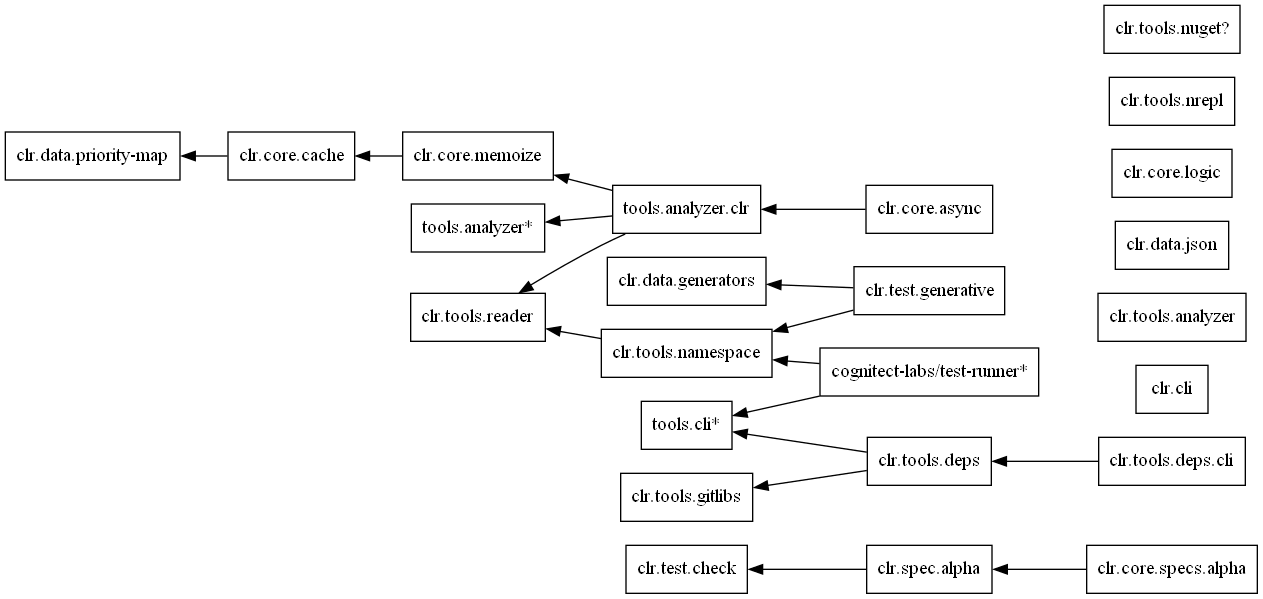 clr.tools.nuget?
clr.tools.nrepl
clr.data.priority-map
clr.core.cache
clr.core.memoize
clr.core.logic
tools.analyzer.clr
clr.core.async
tools.analyzer*
clr.data.json
clr.data.generators
clr.test.generative
clr.tools.reader
clr.tools.analyzer
clr.tools.namespace
cognitect-labs/test-runner*
clr.cli
tools.cli*
clr.tools.deps
clr.tools.deps.cli
clr.tools.gitlibs
clr.test.check
clr.spec.alpha
clr.core.specs.alpha